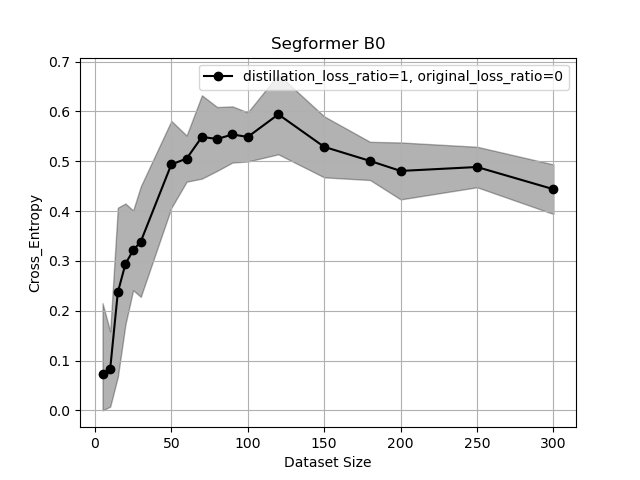 Segformer B0
distillation_loss_ratio=1, original_loss_ratio=0
0.7
0.6
0.5
0.4
0.3
0.2
0.1
0.0
Cross_Entropy
0 50 100 150 200 250 300
Dataset Size